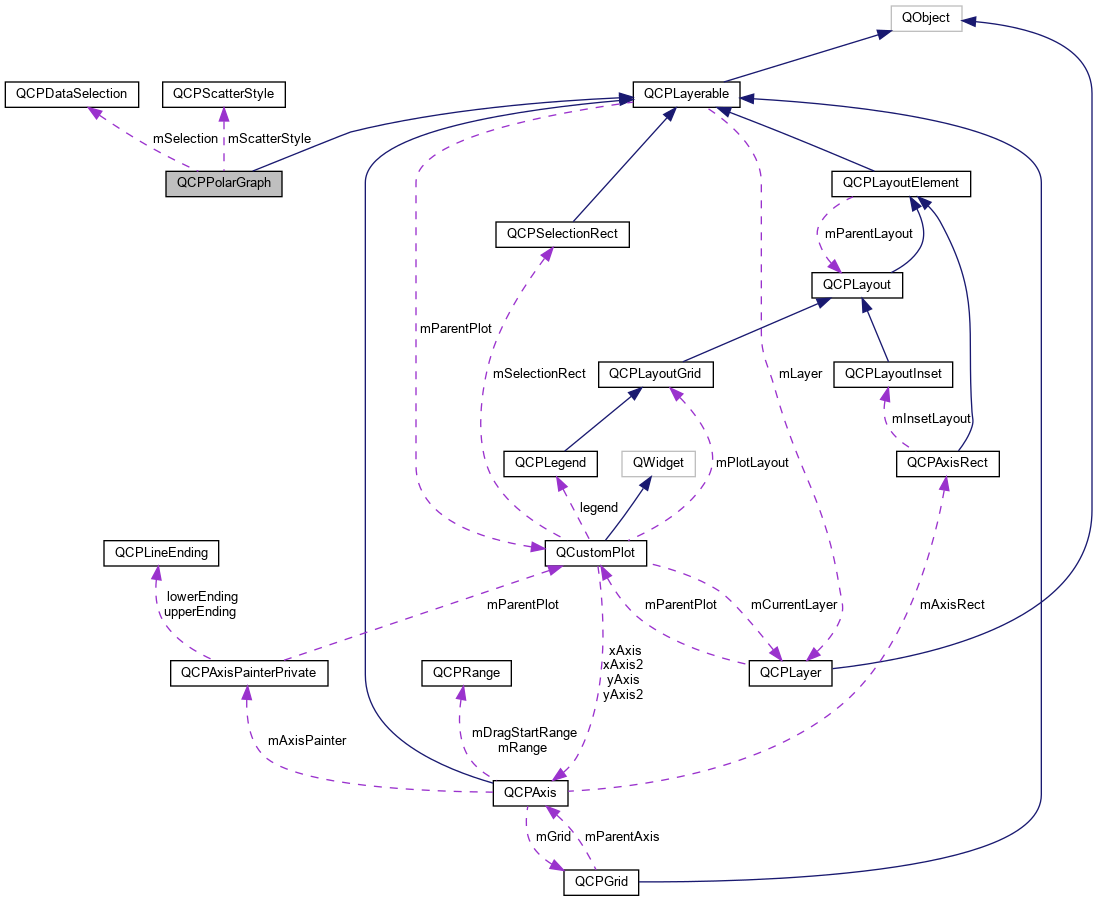 QObject
QCPDataSelection
QCPScatterStyle
QCPLayerable
mSelection
mScatterStyle
QCPPolarGraph
QCPLayoutElement
QCPSelectionRect
mParentLayout
QCPLayout
mParentPlot
mSelectionRect
QCPLayoutGrid
mLayer
QCPLayoutInset
mInsetLayout
QCPLegend
QWidget
mPlotLayout
QCPAxisRect
legend
QCPLineEnding
QCustomPlot
lowerEnding
upperEnding
mParentPlot
mParentPlot
mCurrentLayer
mAxisRect
QCPAxisPainterPrivate
QCPRange
xAxis
xAxis2
yAxis
yAxis2
QCPLayer
mAxisPainter
mDragStartRange
mRange
QCPAxis
mGrid
mParentAxis
QCPGrid